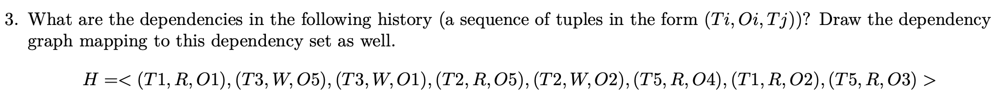 3. What are the dependencies in the following history (a sequence of tuples in the form (Ti, Oi, Tj))? Draw the dependency
graph mapping to this dependency set as well.
H =< (T1, R, O1), (T3, W, O5), (T3, W, O1), (T2, R, O5), (T2, W, O2), (T5, R, O4), (T1, R, O2), (T5, R, O3) >